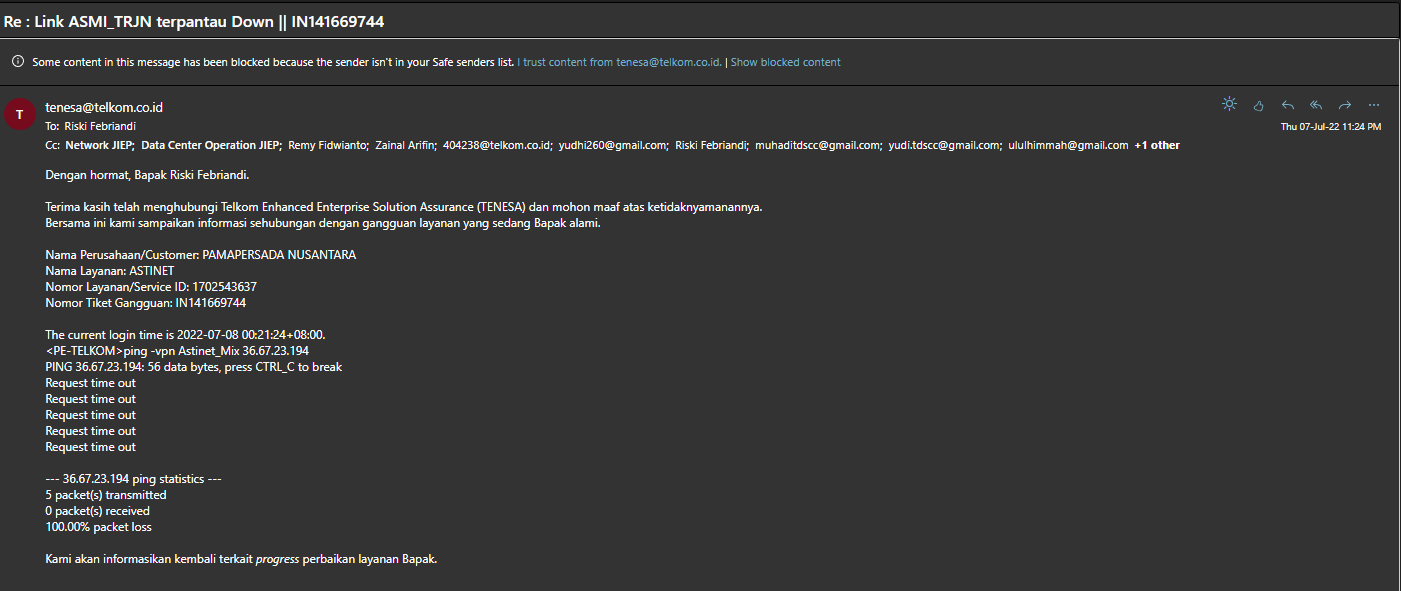 Re : Link ASMI_TRJN terpantau Down || IN141669744
Some content in this message has been blocked because the sender isn't in your Safe senders list. I trust content from tenesa@telkom.co.id. | Show blocked content
T
tenesa@telkom.co.id
To: Riski Febriandi
Thu 07-Jul-22 11:24 PM
Cc: Network JIEP; Data Center Operation JIEP; Remy Fidwianto; Zainal Arifin; 404238@telkom.co.id; yudhi260@gmail.com; Riski Febriandi; muhaditdscc@gmail.com; yudi.tdscc@gmail.com; ululhimmah@gmail.com +1 other
Dengan hormat, Bapak Riski Febriandi.
Terima kasih telah menghubungi Telkom Enhanced Enterprise Solution Assurance (TENESA) dan mohon maaf atas ketidaknyamanannya.
Bersama ini kami sampaikan informasi sehubungan dengan gangguan layanan yang sedang Bapak alami.
Nama Perusahaan/Customer: PAMAPERSADA NUSANTARA
Nama Layanan: ASTINET
Nomor Layanan/Service ID: 1702543637
Nomor Tiket Gangguan: IN141669744
The current login time is 2022-07-08 00:21:24+08:00.
<PE-TELKOM>ping -vpn Astinet_Mix 36.67.23.194
PING 36.67.23.194: 56 data bytes, press CTRL_C to break
Request time out
Request time out
Request time out
Request time out
Request time out
--- 36.67.23.194 ping statistics ---
5 packet(s) transmitted
0 packet(s) received
100.00% packet loss
Kami akan informasikan kembali terkait progress perbaikan layanan Bapak.